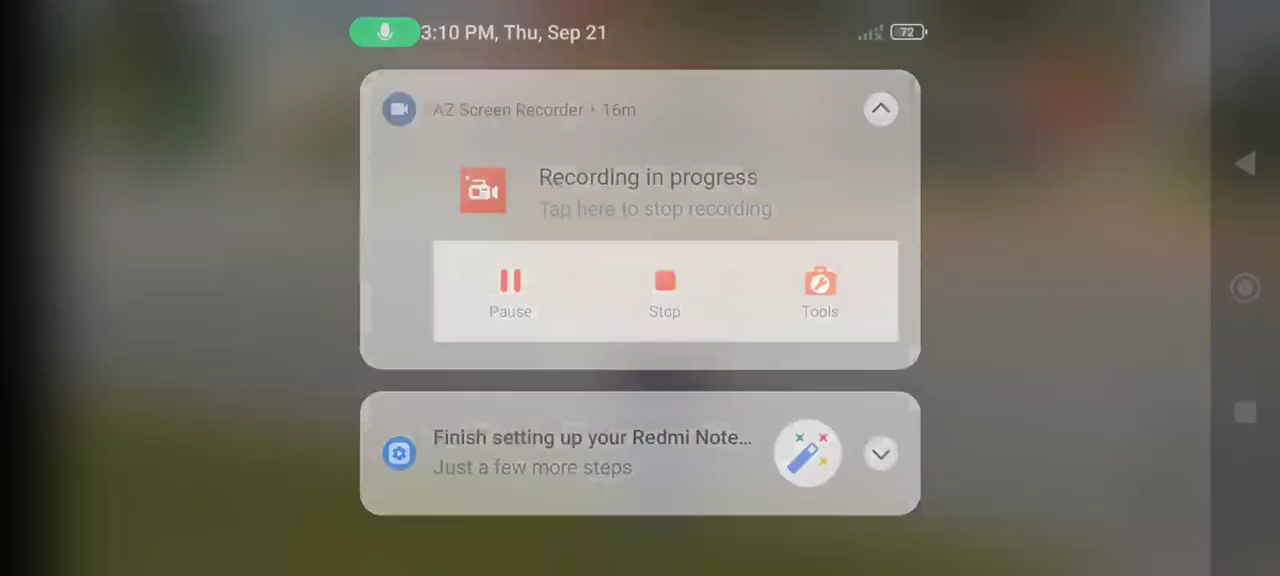 3:10 PM, Thu, Sep 21
72
AZ Screen Recorder • 16m
Recording in progress
Tap here to stop recording
Pause Stop Tools
Finish setting up your Redmi Note...
Just a few more steps